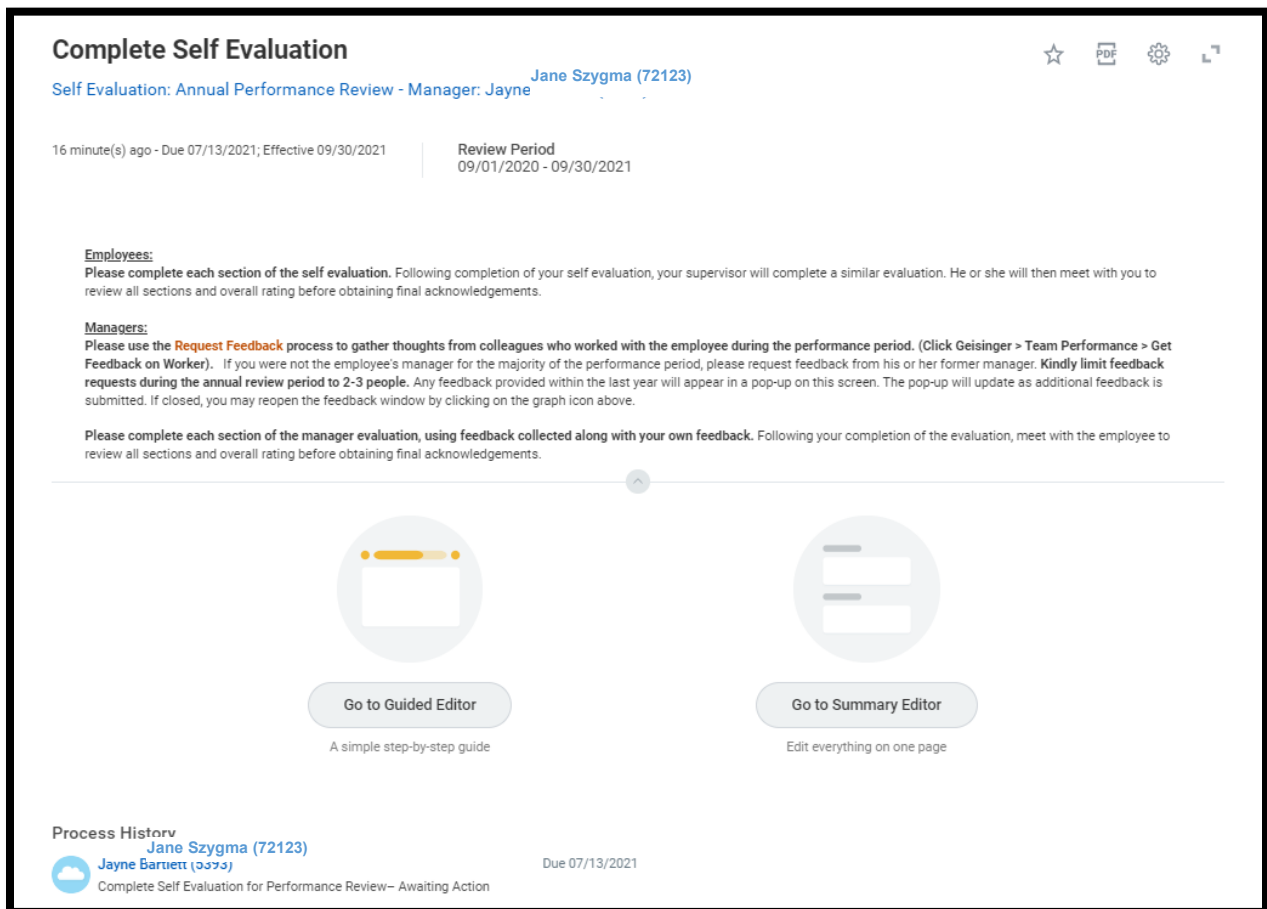 Complete Self Evaluation
PDF
Jane Szygma (72123)
Self Evaluation: Annual Performance Review - Manager: Jayne
16 minute(s) ago - Due 07/13/2021; Effective 09/30/2021
Review Period
09/01/2020 - 09/30/2021
Employees:
Please complete each section of the self evaluation. Following completion of your self evaluation, your supervisor will complete a similar evaluation. He or she will then meet with you to
review all sections and overall rating before obtaining final acknowledgements.
Managers:
Please use the Request Feedback process to gather thoughts from colleagues who worked with the employee during the performance period. (Click Geisinger > Team Performance > Get
Feedback on Worker). If you were not the employee's manager for the majority of the performance period, please request feedback from his or her former manager. Kindly limit feedback
requests during the annual review period to 2-3 people. Any feedback provided within the last year will appear in a pop-up on this screen. The pop-up will update as additional feedback is
submitted. If closed, you may reopen the feedback window by clicking on the graph icon above.
Please complete each section of the manager evaluation, using feedback collected along with your own feedback. Following your completion of the evaluation, meet with the employee to
review all sections and overall rating before obtaining final acknowledgements.
Go to Guided Editor
A simple step-by-step guide
Go to Summary Editor
Edit everything on one page
Process History
Jane Szygma (72123)
Jayne Bartlett (5393)
Due 07/13/2021
Complete Self Evaluation for Performance Review– Awaiting Action